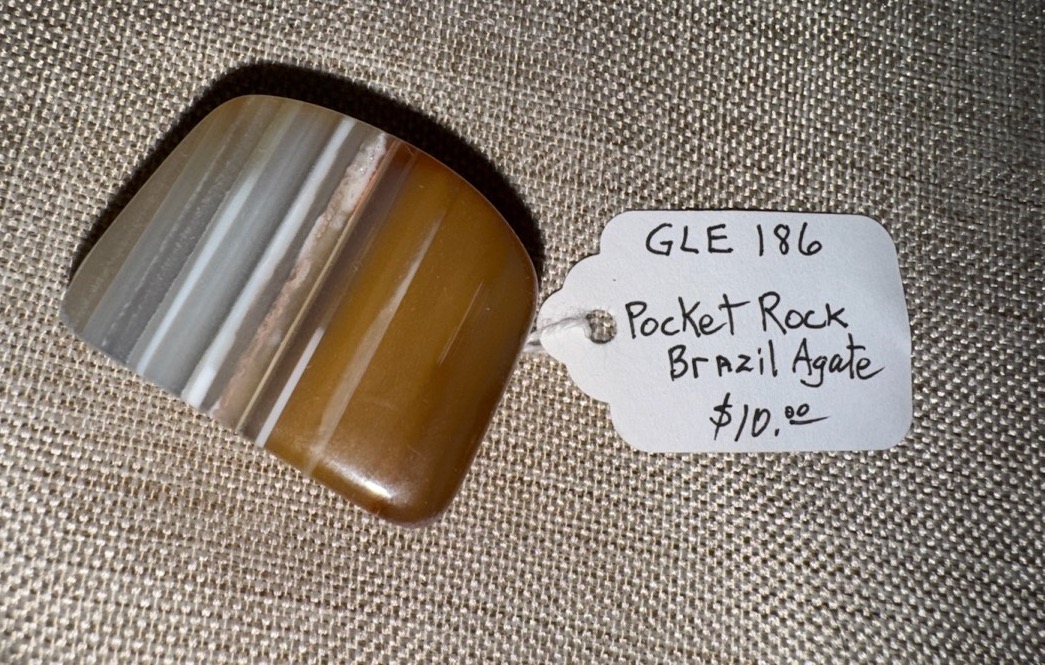 GLE 186
Pocket Rock
Brazil Agate
$10.00